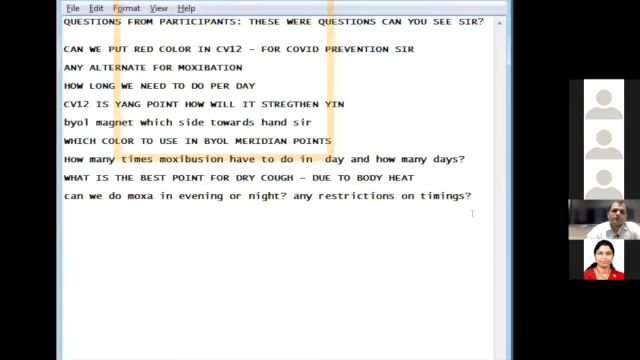 File Edit Format View Help
QUESTIONS FROM PARTICIPANTS: THESE WERE QUESTIONS CAN YOU SEE SIR?
CAN WE PUT RED COLOR IN CV12 – FOR COVID PREVENTION SIR
ANY ALTERNATE FOR MOXIBATION
HOW LONG WE NEED TO DO PER DAY
CV12 IS YANG POINT HOW WILL IT STREGTHEN YIN
byol magnet which side towards hand sir
WHICH COLOR TO USE IN BYOL MERIDIAN POINTS
How many times moxibusion have to do in day and how many days?
WHAT IS THE BEST POINT FOR DRY COUGH – DUE TO BODY HEAT
can we do moxa in evening or night? any restrictions on timings?